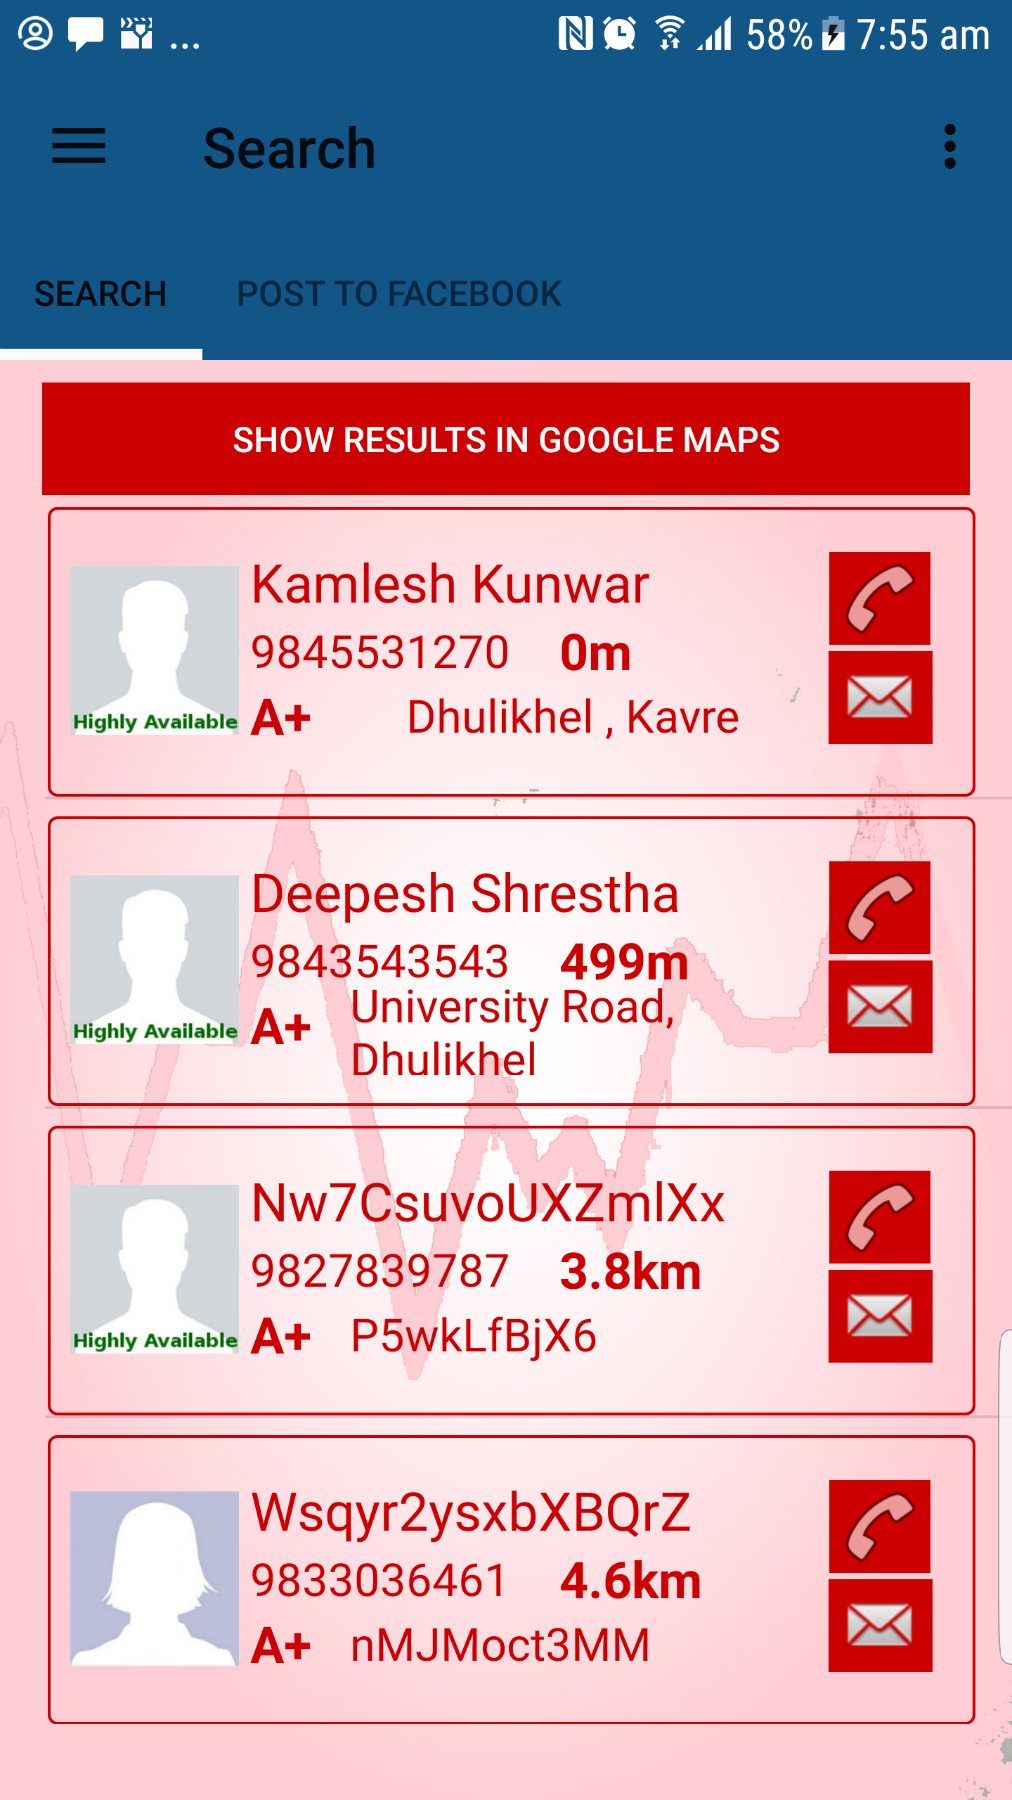 ... 58% 7:55 am
Search
SEARCH POST TO FACEBOOK
SHOW RESULTS IN GOOGLE MAPS
Kamlesh Kunwar
9845531270 0m
Highly Available A+ Dhulikhel , Kavre
Deepesh Shrestha
9843543543 499m
Highly Available A+ University Road,
Dhulikhel
Nw7CsuvoUXZmlXx
9827839787 3.8km
Highly Available A+ P5wkLfBjX6
Wsqyr2ysxbXBQrZ
9833036461 4.6km
A+ nMJMoct3MM